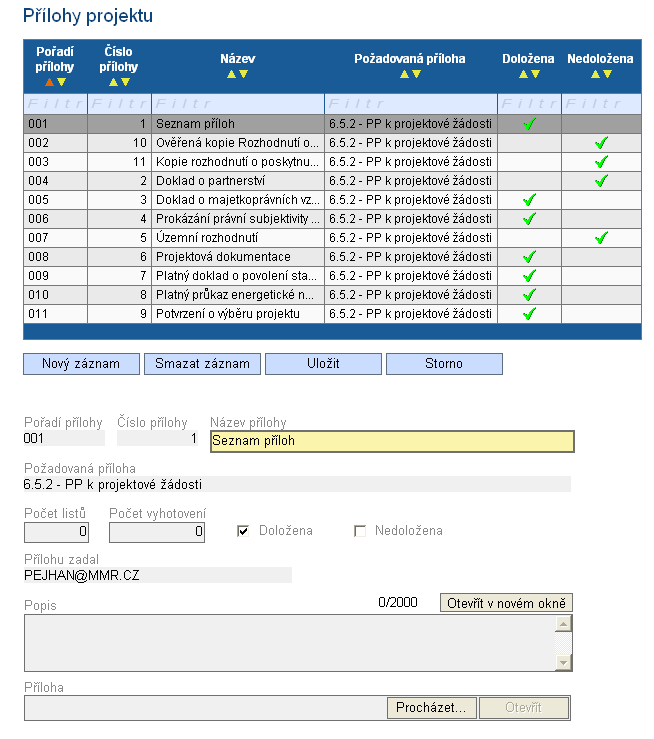 Přílohy projektu
Pořadí přílohy Číslo přílohy Název Požadovaná příloha Doložena Nedoložena
Filtr Filtr Filtr Filtr Filtr Filtr
001 1 Seznam příloh 6.5.2 - PP k projektové žádosti
002 10 Ověřená kopie Rozhodnutí o... 6.5.2 - PP k projektové žádosti
003 11 Kopie rozhodnutí o poskytnu... 6.5.2 - PP k projektové žádosti
004 2 Doklad o partnerství 6.5.2 - PP k projektové žádosti
005 3 Doklad o majetkoprávních vz... 6.5.2 - PP k projektové žádosti
006 4 Prokázání právní subjektivity ... 6.5.2 - PP k projektové žádosti
007 5 Územní rozhodnutí 6.5.2 - PP k projektové žádosti
008 6 Projektová dokumentace 6.5.2 - PP k projektové žádosti
009 7 Platný doklad o povolení sta... 6.5.2 - PP k projektové žádosti
010 8 Platný průkaz energetické n... 6.5.2 - PP k projektové žádosti
011 9 Potvrzení o výběru projektu 6.5.2 - PP k projektové žádosti
Nový záznam Smazat záznam Uložit Storno
Pořadí přílohy Číslo přílohy Název přílohy
001 1 Seznam příloh
Požadovaná příloha
6.5.2 - PP k projektové žádosti
Počet listů Počet vyhotovení
0 0 Doložena Nedoložena
Přílohu zadal
PEJHAN@MMR.CZ
Popis 0/2000 Otevřít v novém okně
Příloha
Procházet... Otevřít